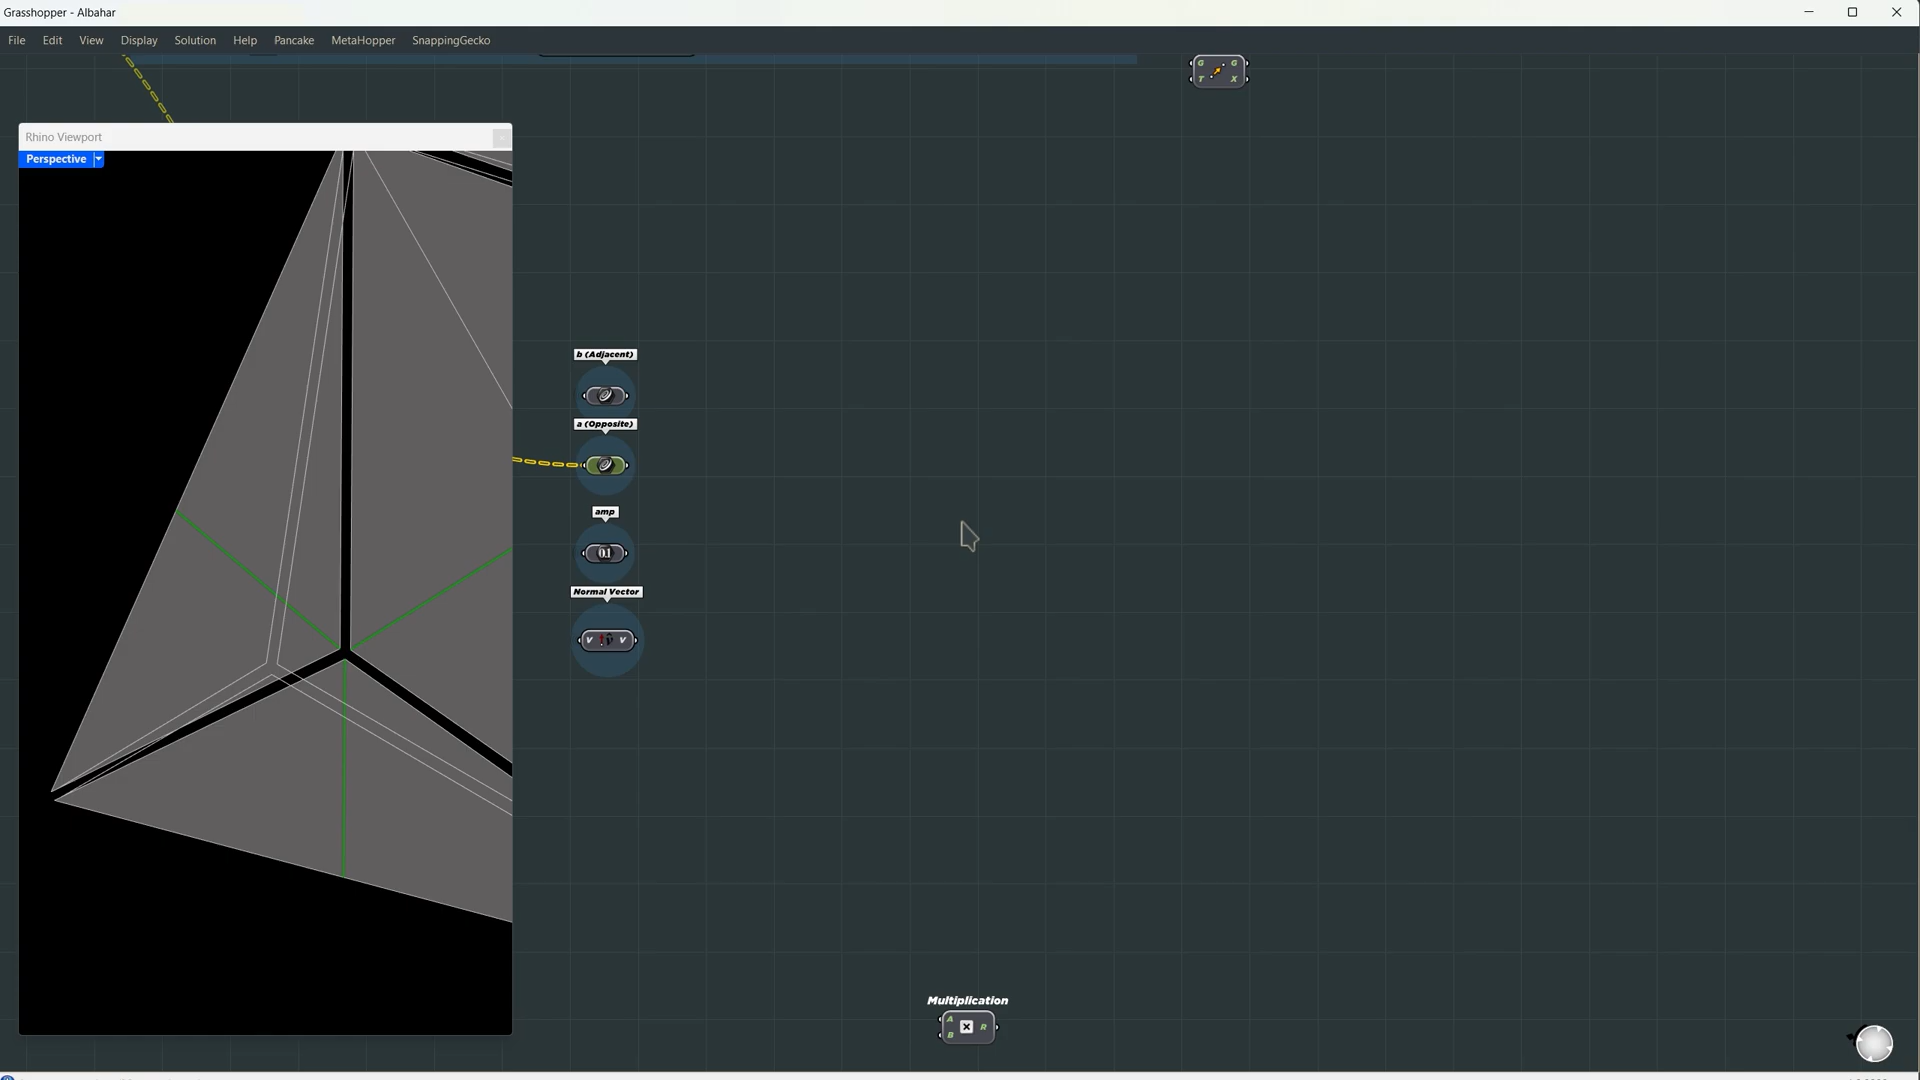 Grasshopper - Albahar
File Edit View Display Solution Help Pancake MetaHopper SnappingGecko
G G
T X
Rhino Viewport
Perspective
b (Adjacent)
a (Opposite)
amp
0.1
Normal Vector
V V
Multiplication
A R
B